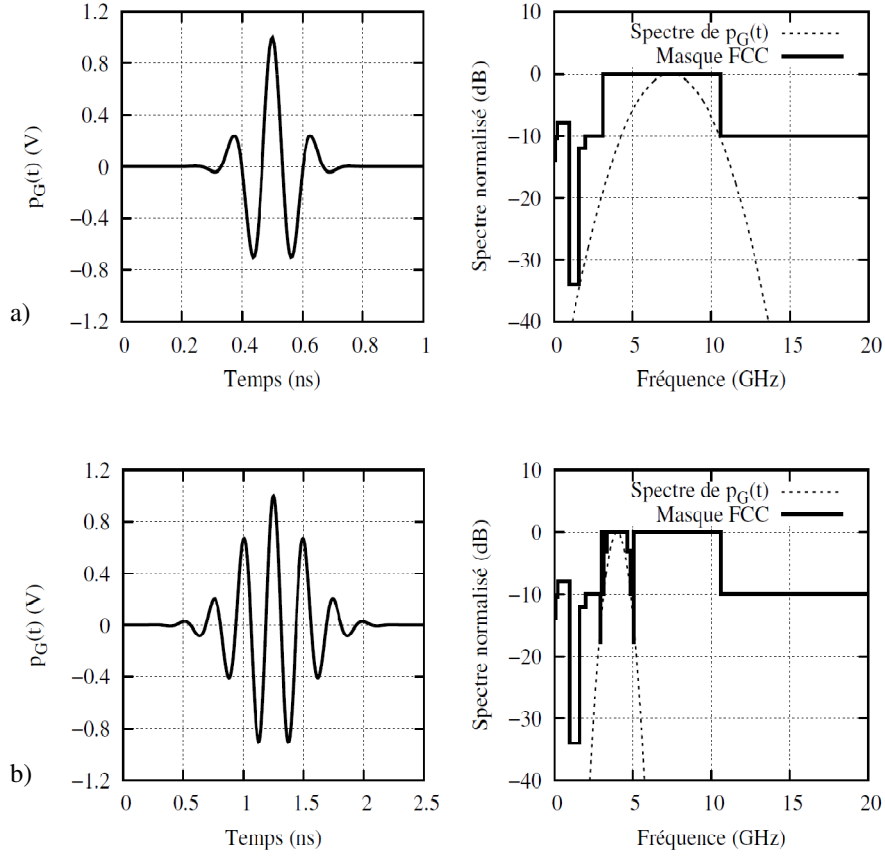 a)
p_G(t) (V)
1.2
0.8
0.4
0
−0.4
−0.8
−1.2
0 0.2 0.4 0.6 0.8 1
Temps (ns)
Spectre normalisé (dB)
10
0
−10
−20
−30
−40
0 5 10 15 20
Fréquence (GHz)
Spectre de p_G(t)
Masque FCC
b)
p_G(t) (V)
1.2
0.8
0.4
0
−0.4
−0.8
−1.2
0 0.5 1 1.5 2 2.5
Temps (ns)
Spectre normalisé (dB)
10
0
−10
−20
−30
−40
0 5 10 15 20
Fréquence (GHz)
Spectre de p_G(t)
Masque FCC